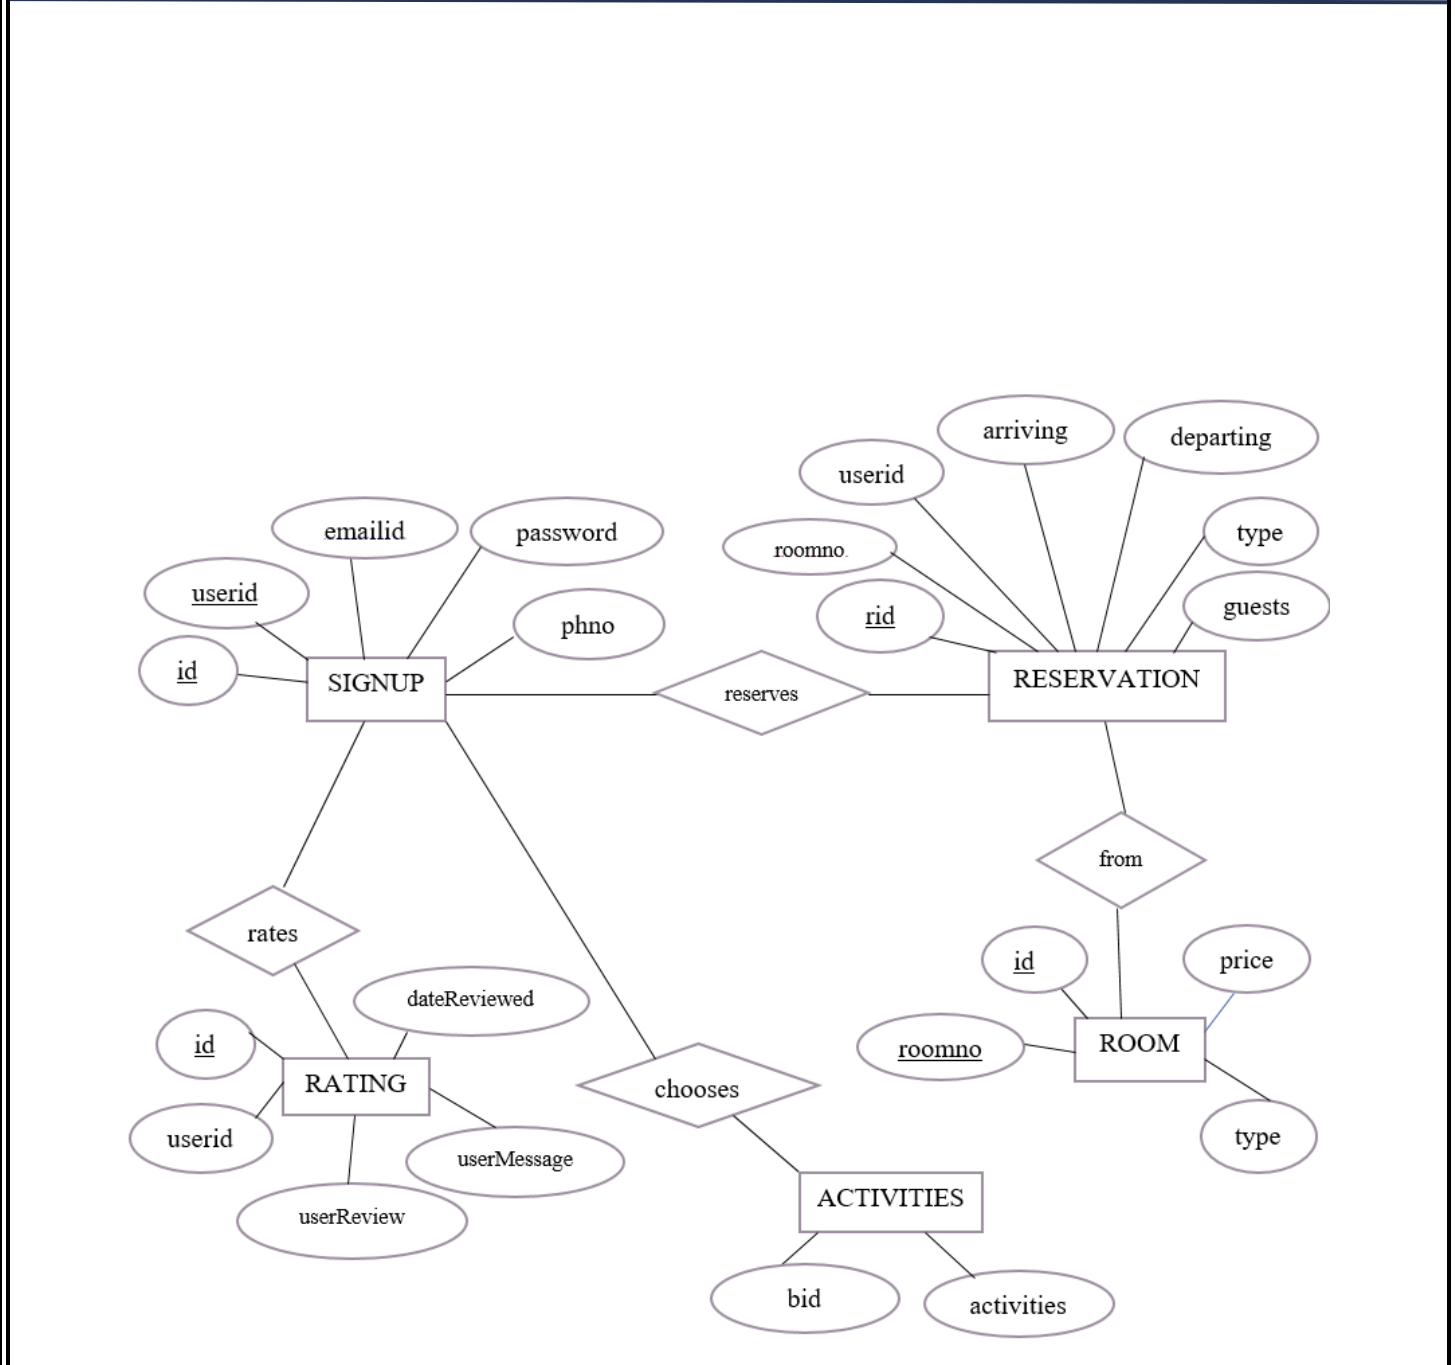 arriving
departing
userid
type
roomno.
guests
rid
RESERVATION
emailid
password
userid
phno
id
SIGNUP
reserves
from
rates
id
price
roomno
ROOM
type
dateReviewed
id
RATING
userid
userMessage
userReview
chooses
ACTIVITIES
bid
activities